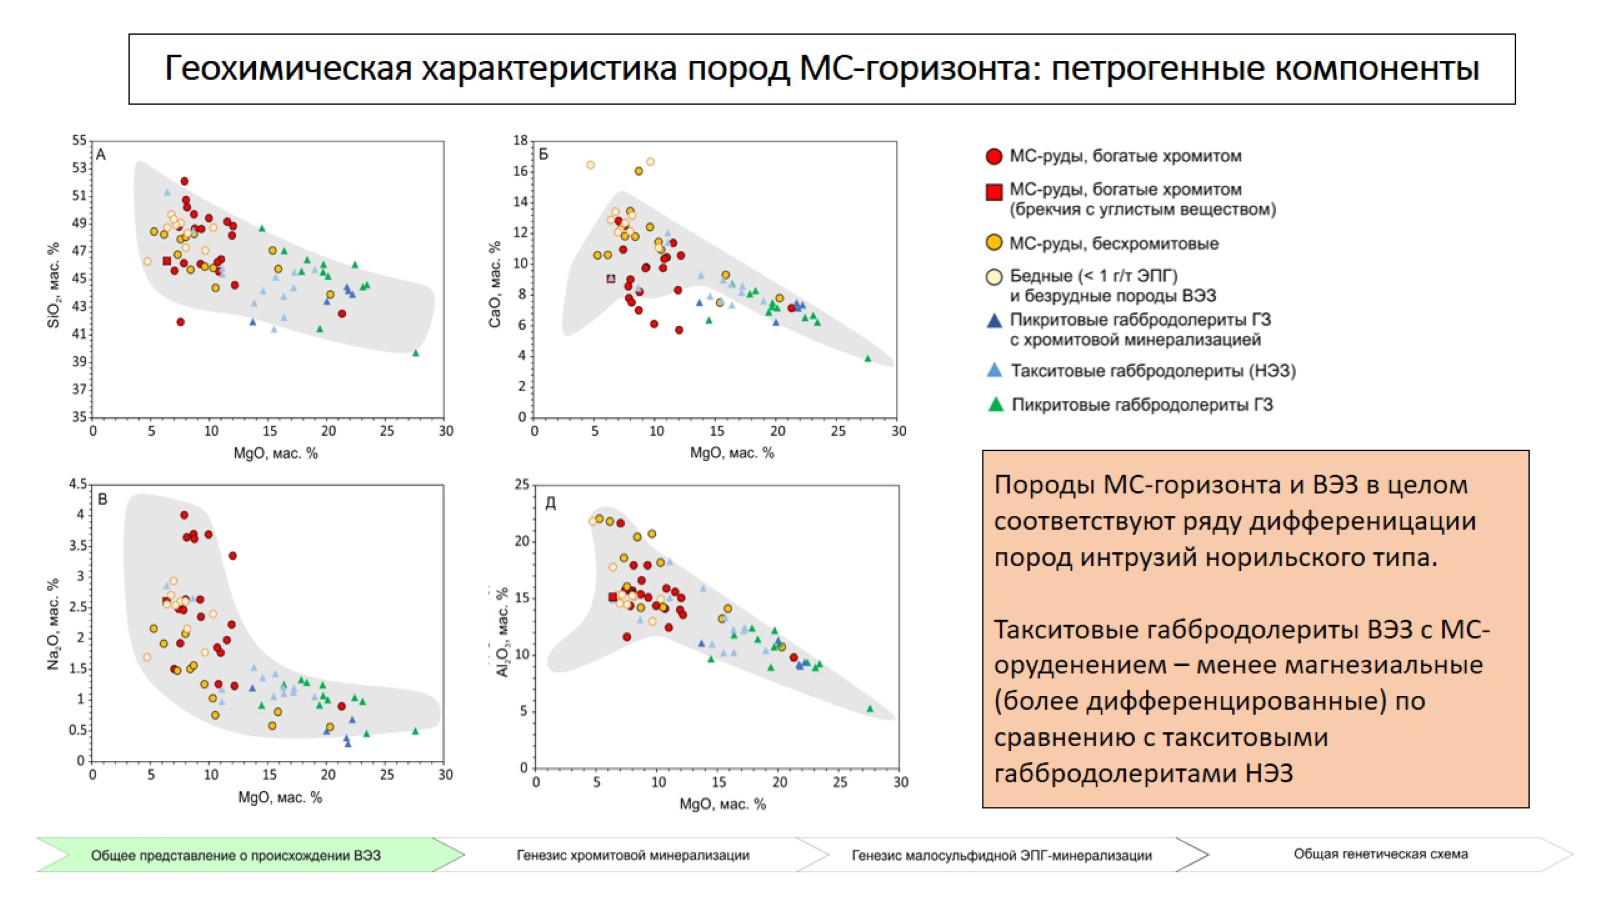 Геохимическая характеристика пород МС-горизонта: петрогенные компоненты
А
SiO2, мас. %
55
53
51
49
47
45
43
41
39
37
35
0 5 10 15 20 25 30
MgO, мас. %
Б
CaO, мас. %
18
16
14
12
10
8
6
4
2
0
0 5 10 15 20 25 30
MgO, мас. %
МС-руды, богатые хромитом
МС-руды, богатые хромитом
(брекчия с углистым веществом)
МС-руды, бесхромитовые
Бедные (< 1 г/т ЭПГ)
и безрудные породы ВЭЗ
Пикритовые габбродолериты ГЗ
с хромитовой минерализацией
Такситовые габбродолериты (НЭЗ)
Пикритовые габбродолериты ГЗ
В
Na2O, мас. %
4.5
4
3.5
3
2.5
2
1.5
1
0.5
0
0 5 10 15 20 25 30
MgO, мас. %
Д
Al2O3, мас. %
25
20
15
10
5
0
0 5 10 15 20 25 30
MgO, мас. %
Породы МС-горизонта и ВЭЗ в целом
соответствуют ряду дифференицации
пород интрузий норильского типа.
Такситовые габбродолериты ВЭЗ с МС-
оруденением – менее магнезиальные
(более дифференцированные) по
сравнению с такситовыми
габбродолеритами НЭЗ
Общее представление о происхождении ВЭЗ
Генезис хромитовой минерализации
Генезис малосульфидной ЭПГ-минерализации
Общая генетическая схема